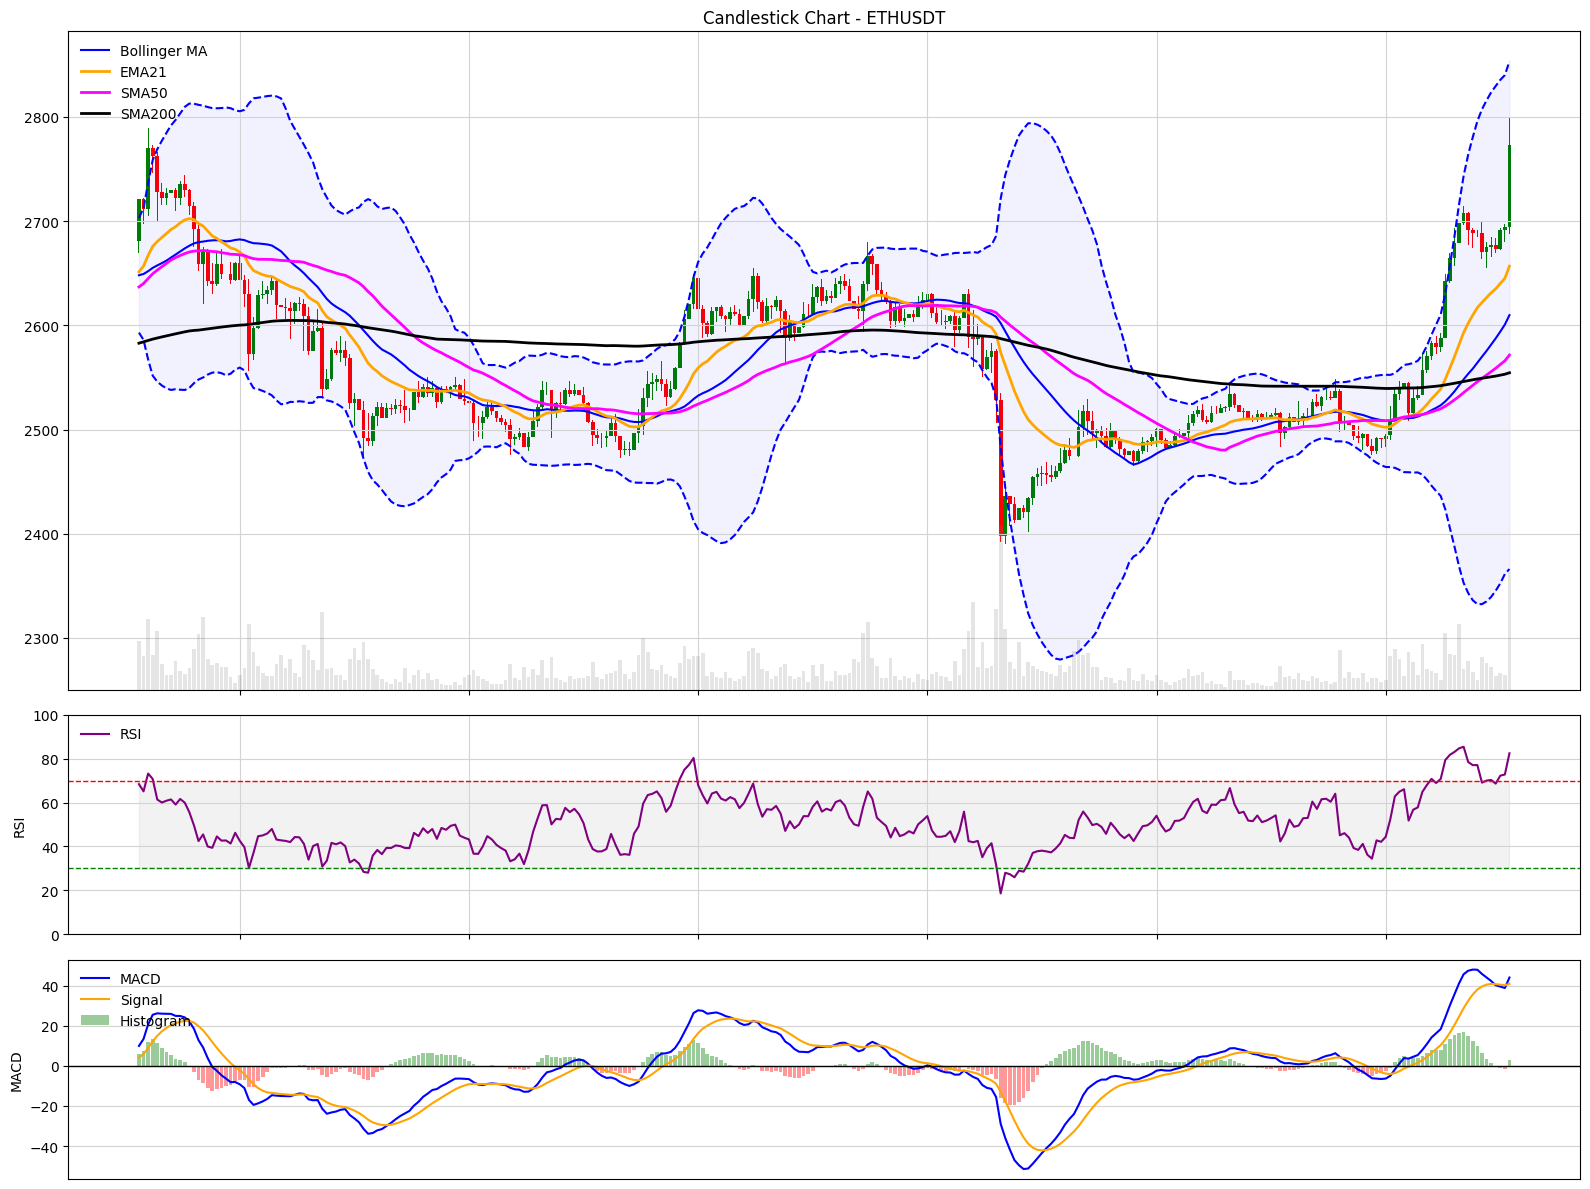 Candlestick Chart - ETHUSDT
Bollinger MA
EMA21
SMA50
SMA200
2800
2700
2600
2500
2400
2300
100
RSI
80
60
40
20
0
RSI
MACD
Signal
Histogram
40
20
0
−20
−40
MACD